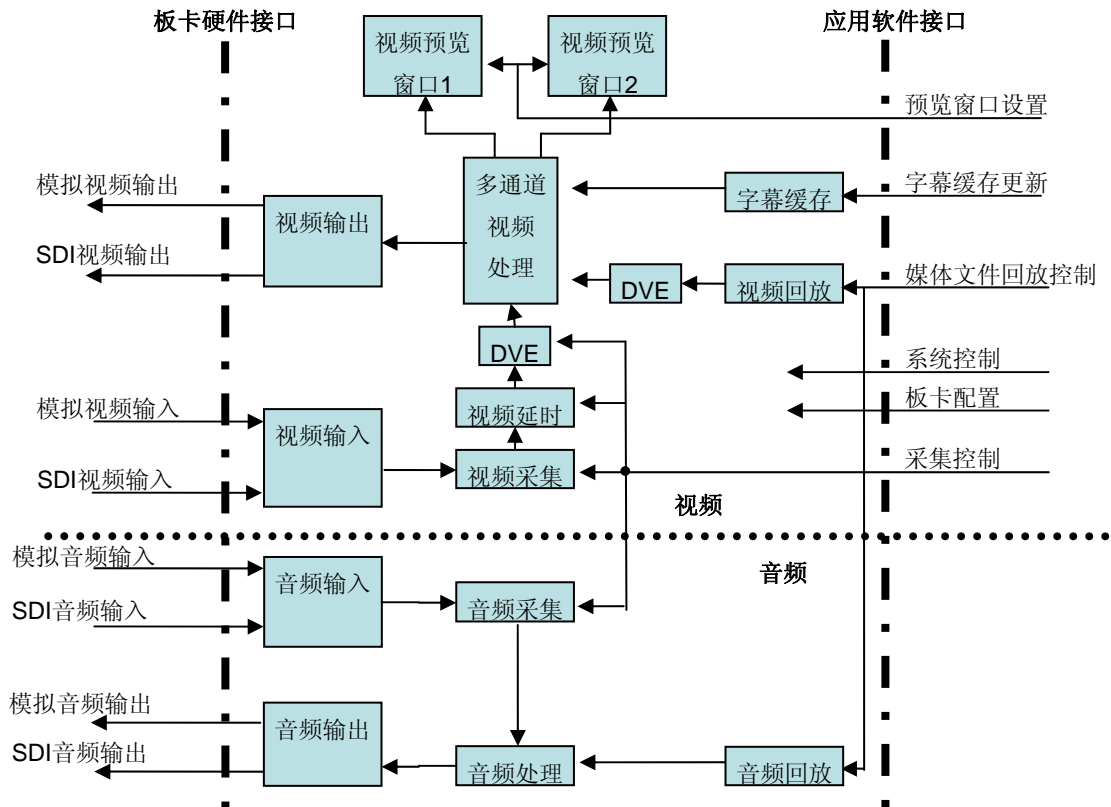 板卡硬件接口
应用软件接口
视频预览
窗口1
视频预览
窗口2
预览窗口设置
模拟视频输出
SDI视频输出
视频输出
多通道
视频
处理
字幕缓存
字幕缓存更新
DVE
视频回放
媒体文件回放控制
DVE
系统控制
板卡配置
模拟视频输入
SDI视频输入
视频输入
视频延时
视频采集
采集控制
视频
音频
模拟音频输入
SDI音频输入
音频输入
音频采集
模拟音频输出
SDI音频输出
音频输出
音频处理
音频回放